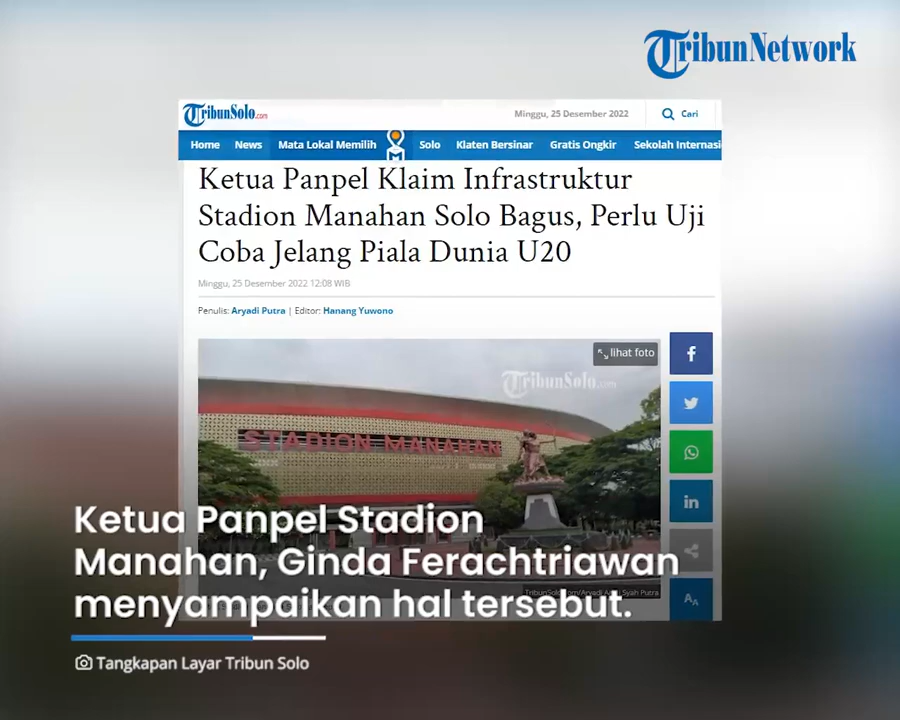 TribunNetwork
TribunSolo.com
Minggu, 25 Desember 2022
Cari
Home News Mata Lokal Memilih Solo Klaten Bersinar Gratis Ongkir Sekolah Internasi
Ketua Panpel Klaim Infrastruktur
Stadion Manahan Solo Bagus, Perlu Uji
Coba Jelang Piala Dunia U20
Minggu, 25 Desember 2022 12:08 WIB
Penulis: Aryadi Putra | Editor: Hanang Yuwono
lihat foto
TribunSolo.com
STADION MANAHAN
Ketua Panpel Stadion
Manahan, Ginda Ferachtriawan
menyampaikan hal tersebut.
AA
Tangkapan Layar Tribun Solo